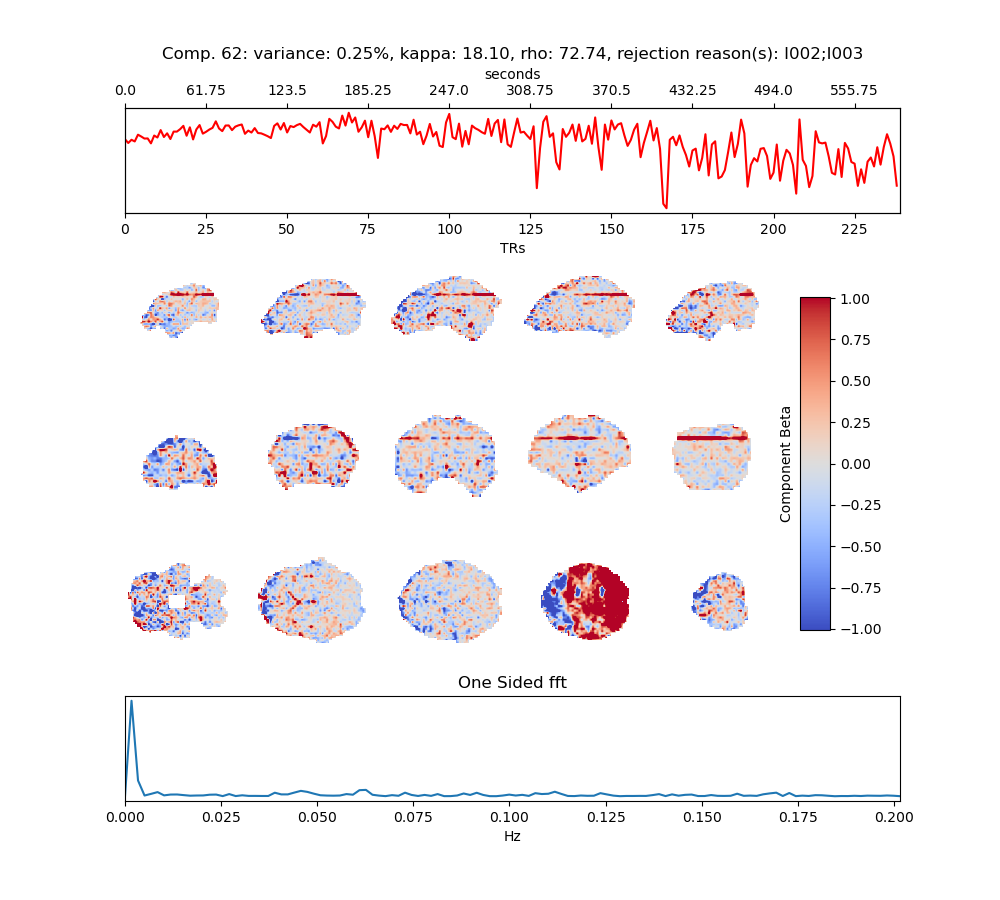 Comp. 62: variance: 0.25%, kappa: 18.10, rho: 72.74, rejection reason(s): I002;I003
seconds
0.0 61.75 123.5 185.25 247.0 308.75 370.5 432.25 494.0 555.75
0 25 50 75 100 125 150 175 200 225
TRs
1.00
0.75
0.50
0.25
0.00
−0.25
−0.50
−0.75
−1.00
Component Beta
One Sided fft
0.000 0.025 0.050 0.075 0.100 0.125 0.150 0.175 0.200
Hz